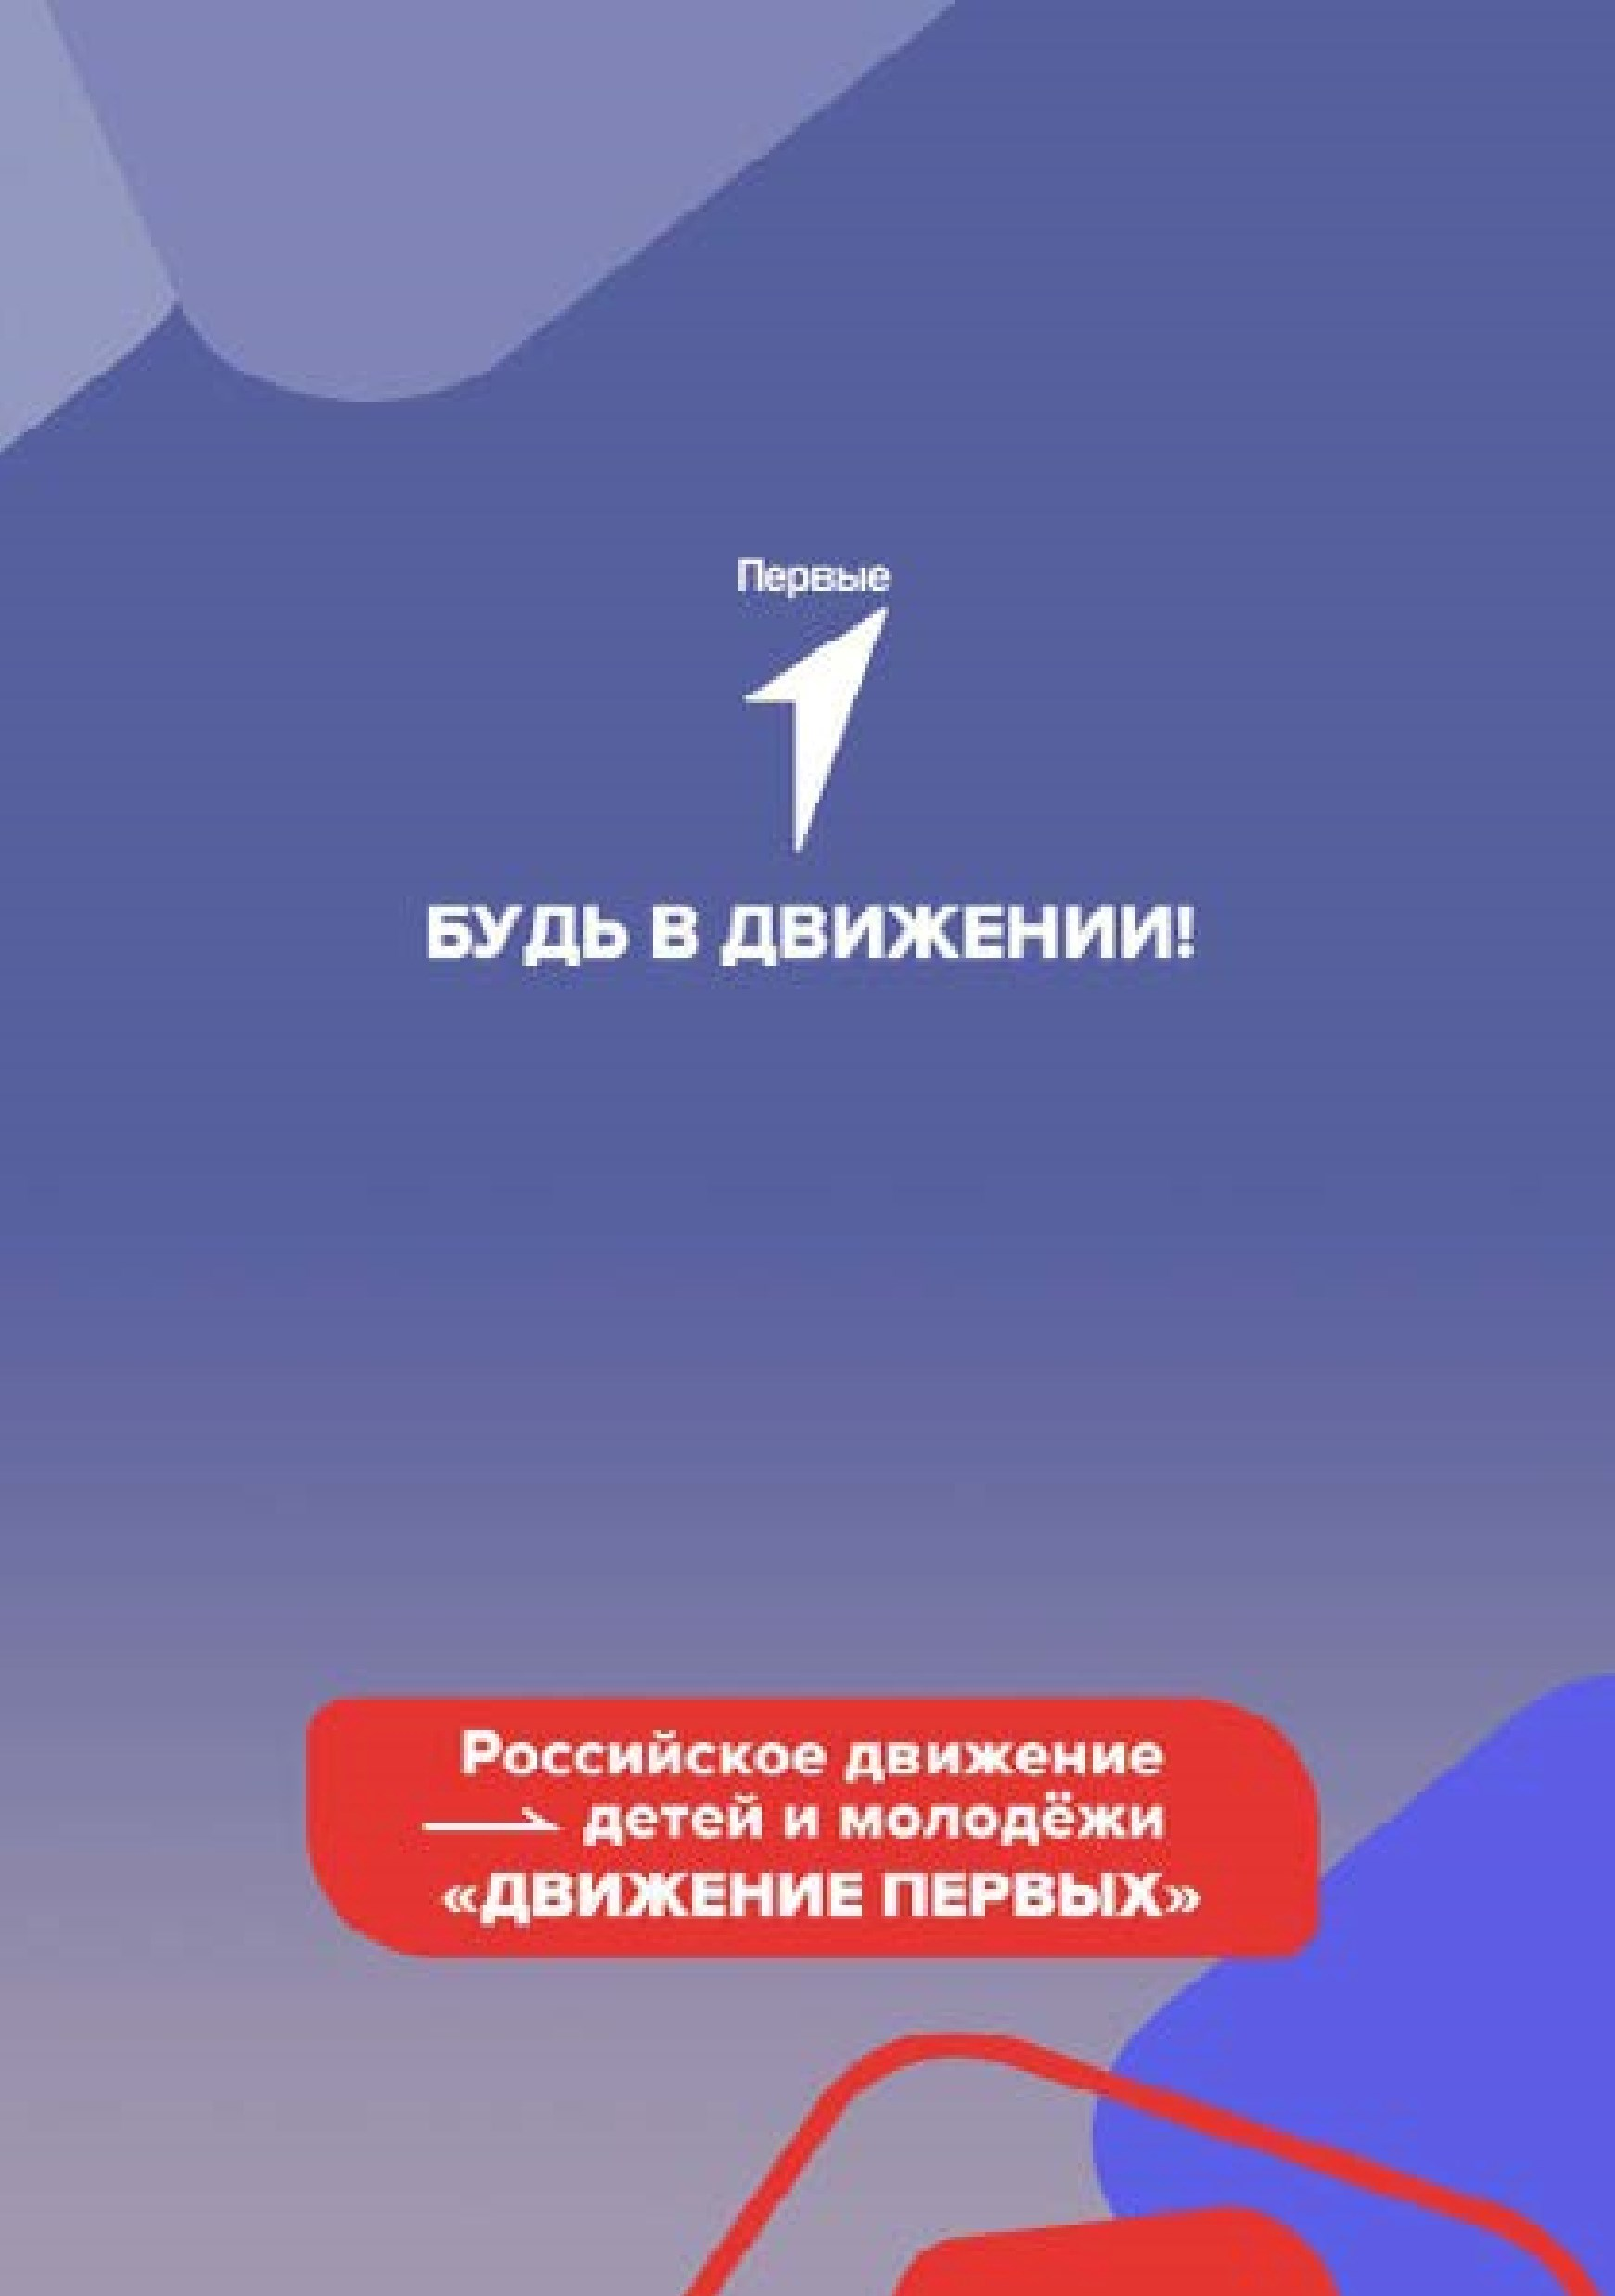 Первые
БУДЬ В ДВИЖЕНИИ!
Российское движение
детей и молодёжи
«ДВИЖЕНИЕ ПЕРВЫХ»